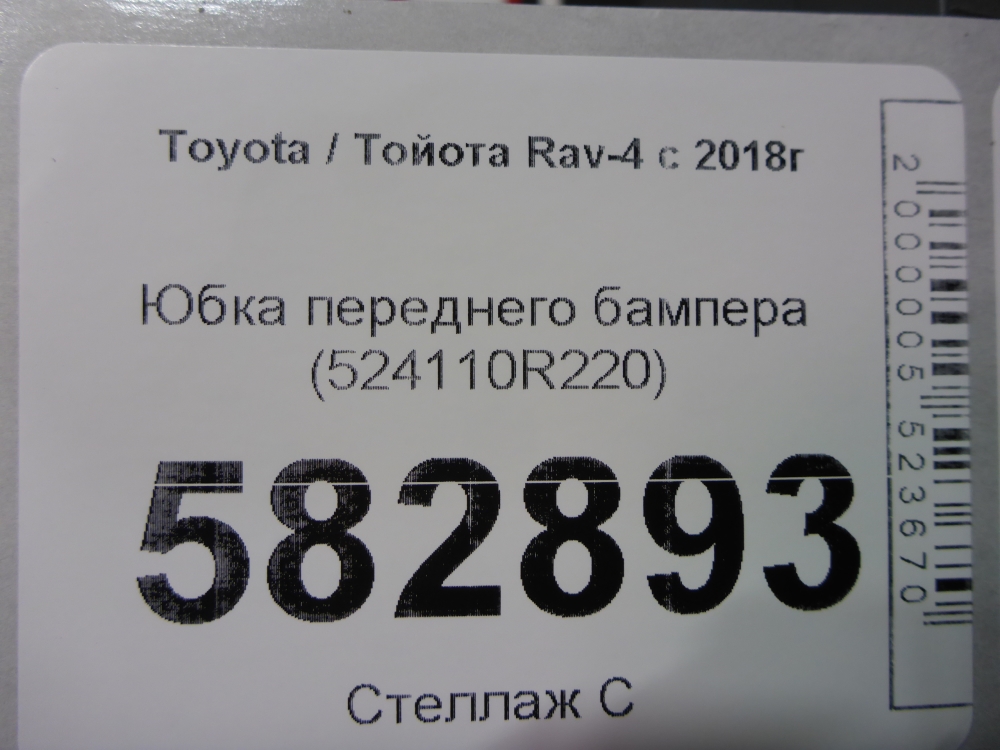 Toyota / Тойота Rav-4 с 2018г
Юбка переднего бампера
(524110R220)
582893
Стеллаж С
2000005523670